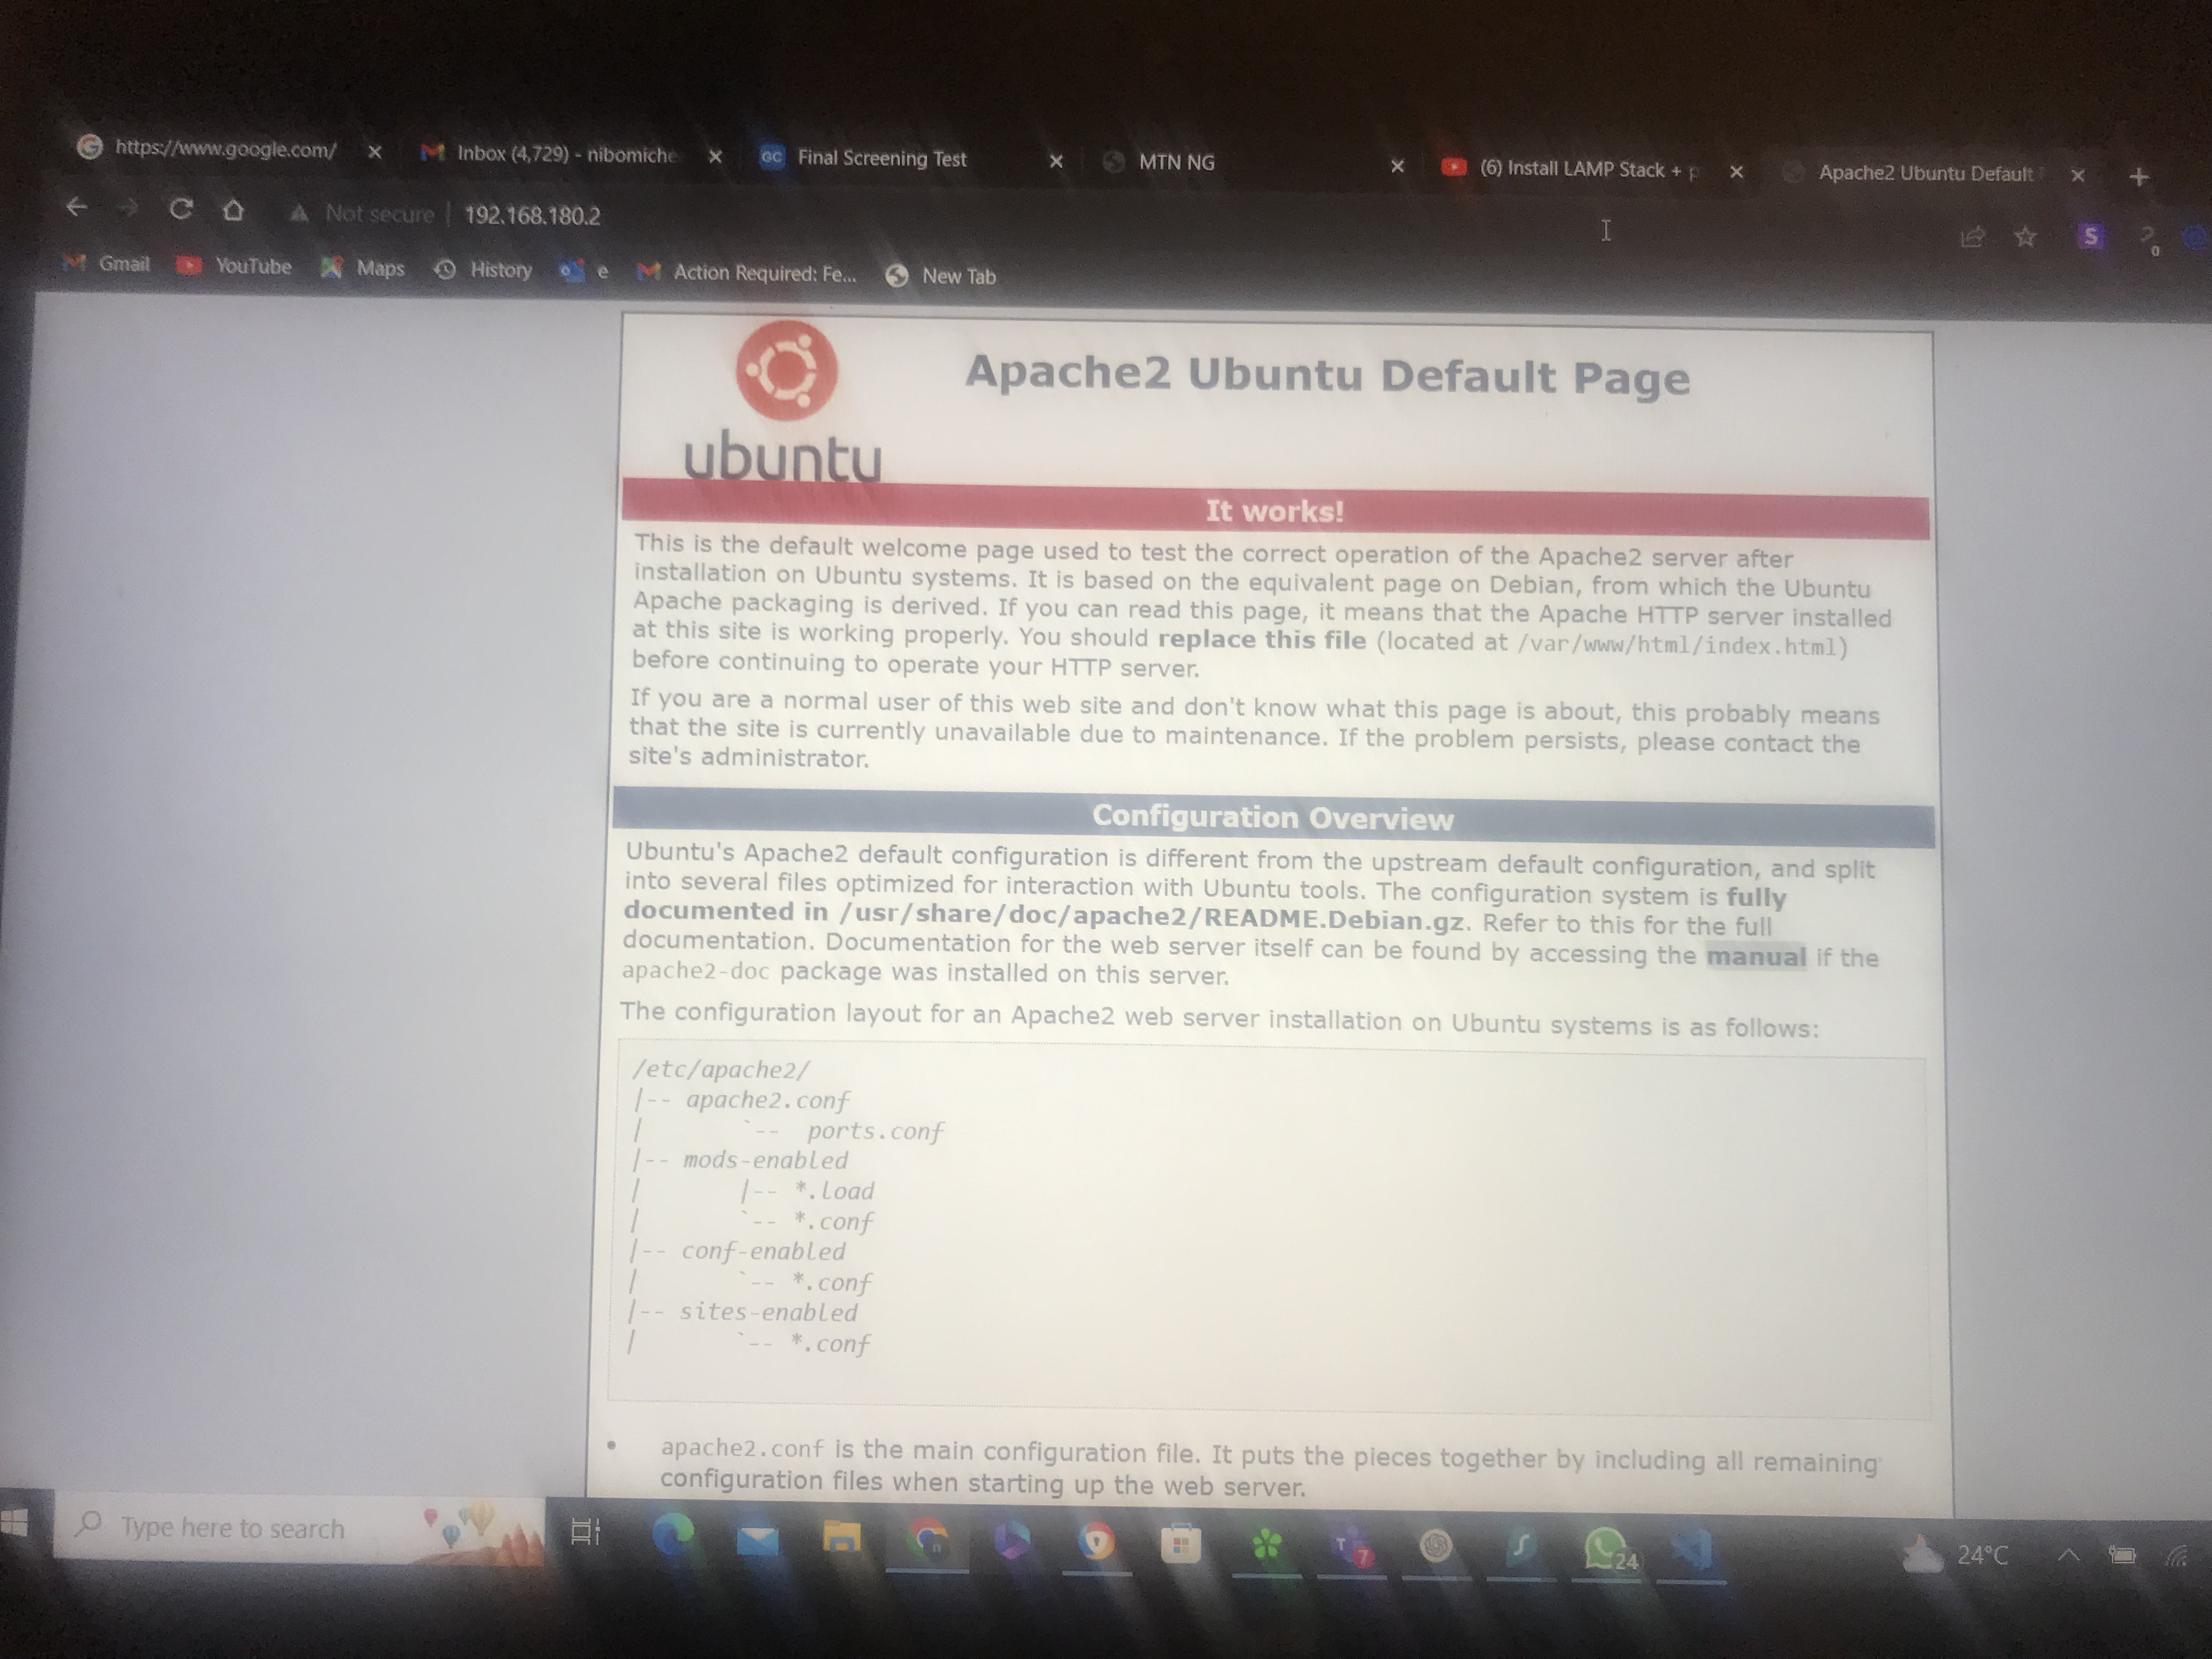 https://www.google.com/
Inbox (4,729) - nibomiche
GC Final Screening Test
MTN NG
(6) Install LAMP Stack + p
Apache2 Ubuntu Default
Not secure | 192.168.180.2
Gmail YouTube Maps History e Action Required: Fe... New Tab
S
0
ubuntu
Apache2 Ubuntu Default Page
It works!
This is the default welcome page used to test the correct operation of the Apache2 server after
installation on Ubuntu systems. It is based on the equivalent page on Debian, from which the Ubuntu
Apache packaging is derived. If you can read this page, it means that the Apache HTTP server installed
at this site is working properly. You should replace this file (located at /var/www/html/index.html)
before continuing to operate your HTTP server.
If you are a normal user of this web site and don't know what this page is about, this probably means
that the site is currently unavailable due to maintenance. If the problem persists, please contact the
site's administrator.
Configuration Overview
Ubuntu's Apache2 default configuration is different from the upstream default configuration, and split
into several files optimized for interaction with Ubuntu tools. The configuration system is fully
documented in /usr/share/doc/apache2/README.Debian.gz. Refer to this for the full
documentation. Documentation for the web server itself can be found by accessing the manual if the
apache2-doc package was installed on this server.
The configuration layout for an Apache2 web server installation on Ubuntu systems is as follows:
/etc/apache2/
|-- apache2.conf
|       `--  ports.conf
|-- mods-enabled
|       |-- *.load
|       `-- *.conf
|-- conf-enabled
|       `-- *.conf
|-- sites-enabled
|       `-- *.conf
• apache2.conf is the main configuration file. It puts the pieces together by including all remaining
configuration files when starting up the web server.
Type here to search
T 7
24
24°C